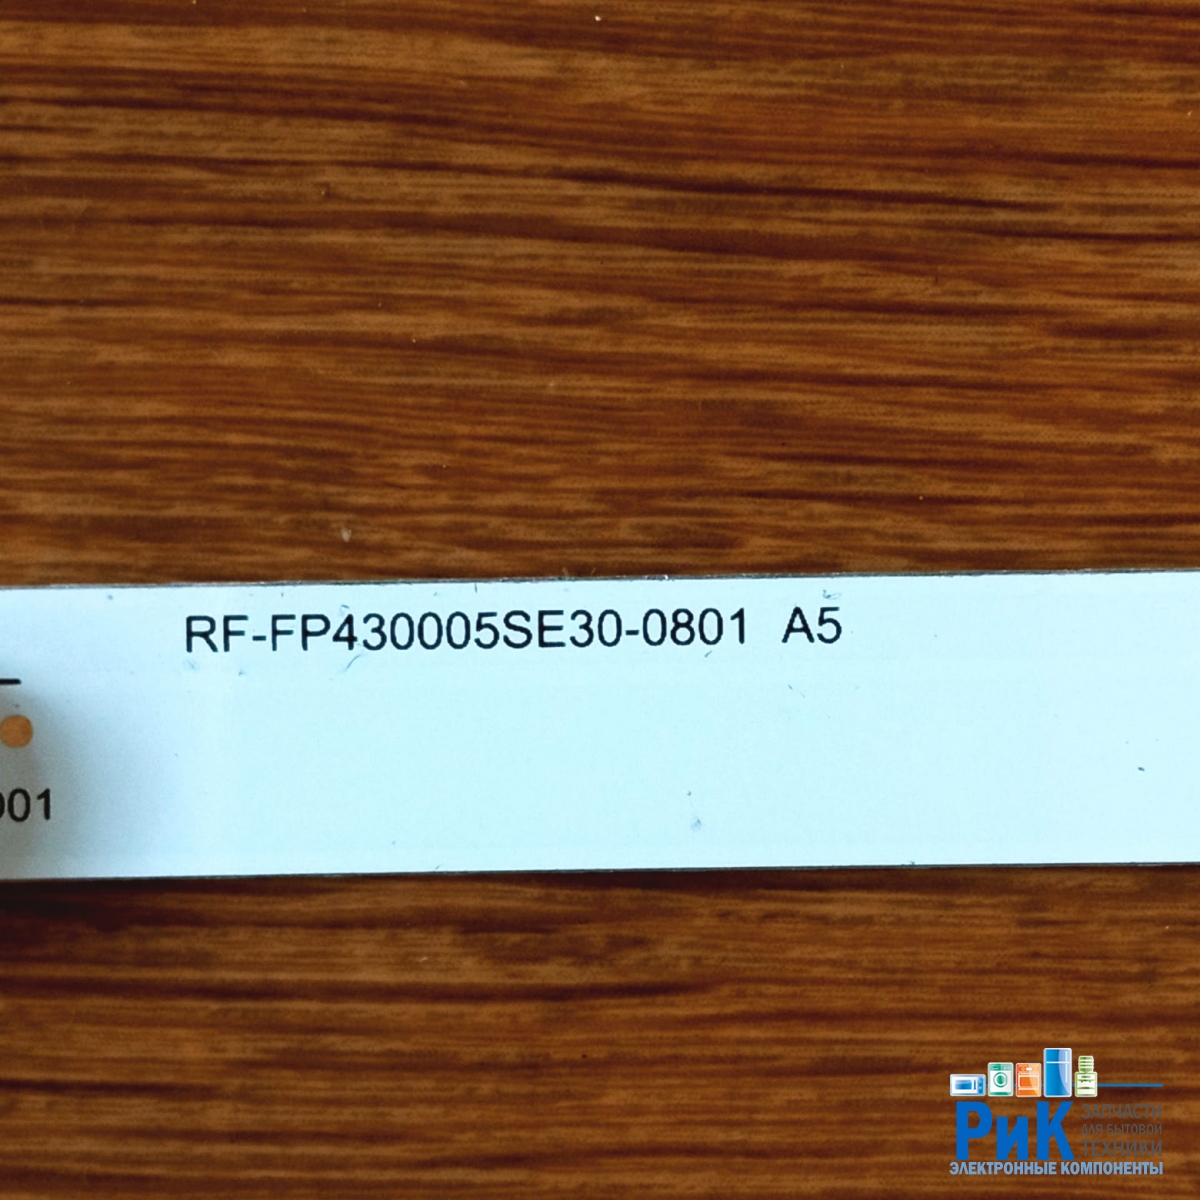 RF-FP430005SE30-0801 A5
001
РиК
ЗАПЧАСТИ
ДЛЯ БЫТОВОЙ
ТЕХНИКИ
ЭЛЕКТРОННЫЕ КОМПОНЕНТЫ